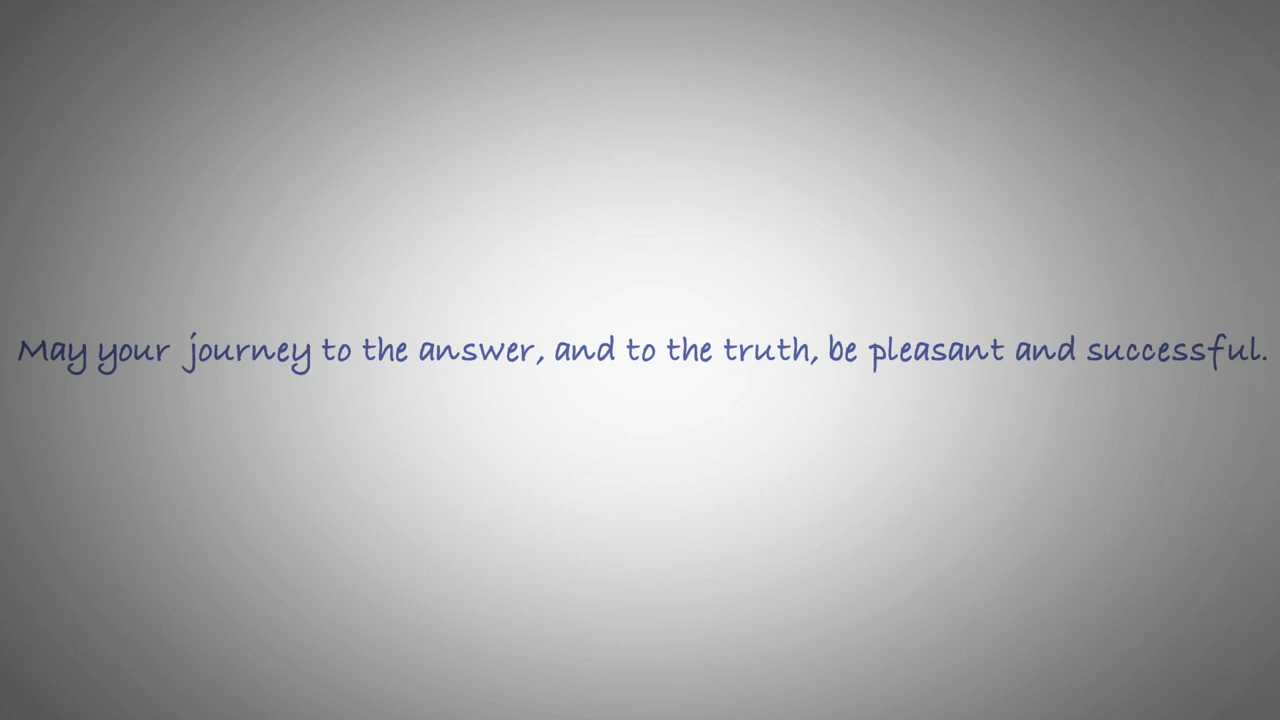 May your journey to the answer, and to the truth, be pleasant and successful.